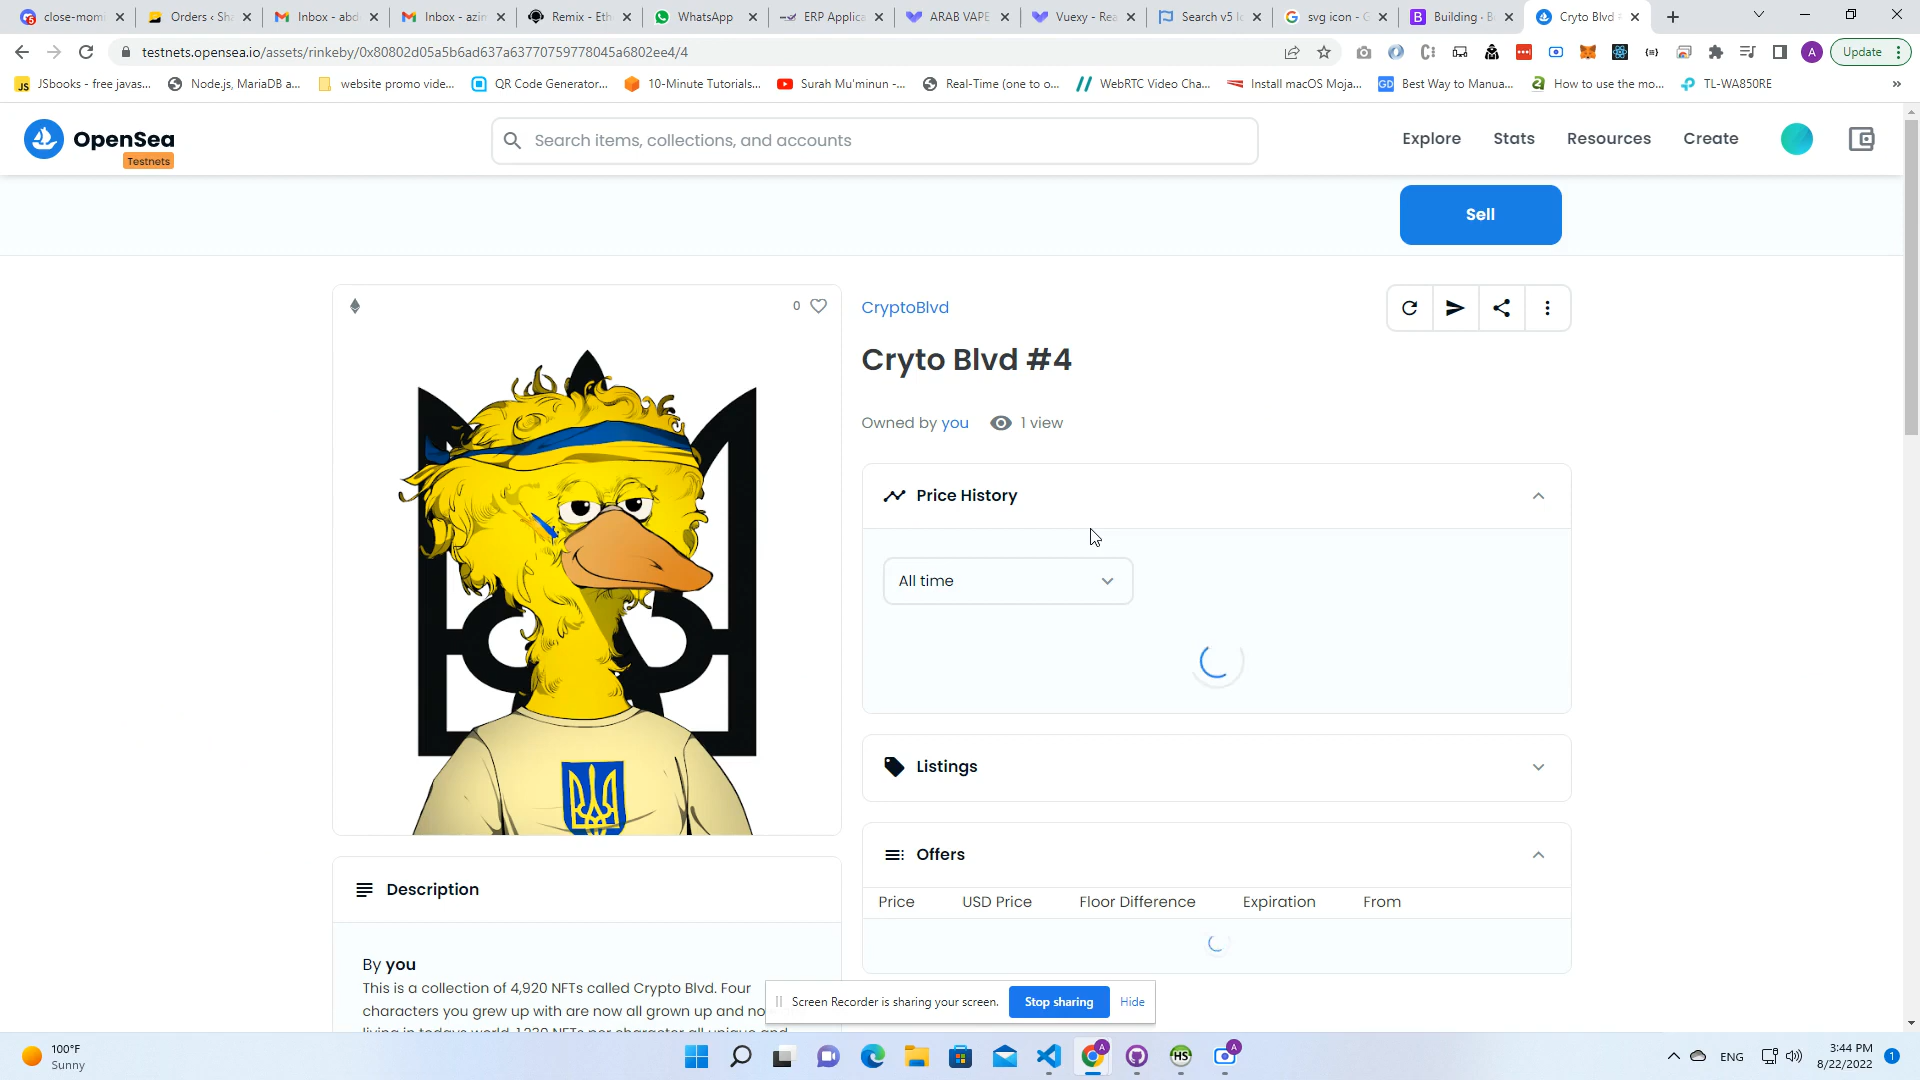 close-mom
Orders ‹ Sha
Inbox - abd
Inbox - azim
Remix - Eth
WhatsApp
ERP Applica
ARAB VAPE
Vuexy - Rea
Search v5 Ic
svg icon - G
Building · B
Cryto Blvd
testnets.opensea.io/assets/rinkeby/0x80802d05a5b6ad637a63770759778045a6802ee4/4
A
Update
JSbooks - free javas...
Node.js, MariaDB a...
website promo vide...
QR Code Generator...
10-Minute Tutorials...
Surah Mu'minun -...
Real-Time (one to o...
WebRTC Video Cha...
Install macOS Moja...
Best Way to Manua...
How to use the mo...
TL-WA850RE
»
OpenSea
Testnets
Search items, collections, and accounts
Explore
Stats
Resources
Create
Sell
0
CryptoBlvd
Cryto Blvd #4
Owned by you
1 view
Price History
All time
Listings
Offers
Price
USD Price
Floor Difference
Expiration
From
Description
By you
This is a collection of 4,920 NFTs called Crypto Blvd. Four
characters you grew up with are now all grown up and
Screen Recorder is sharing your screen.
Stop sharing
Hide
100°F
Sunny
ENG
3:44 PM
8/22/2022
1